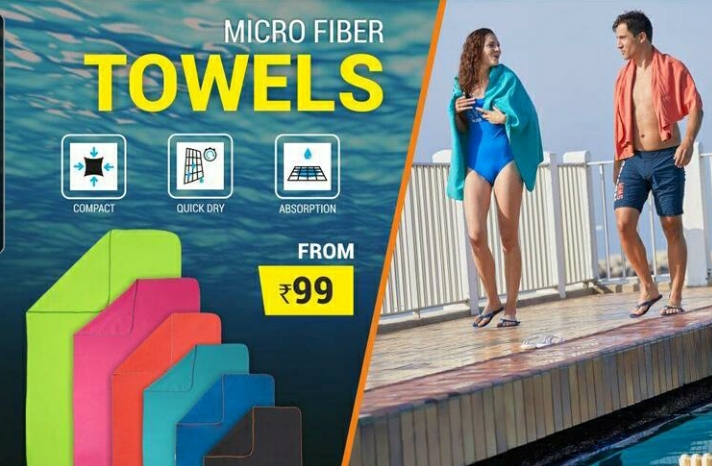 MICRO FIBER
TOWELS
COMPACT
QUICK DRY
ABSORPTION
FROM
₹99